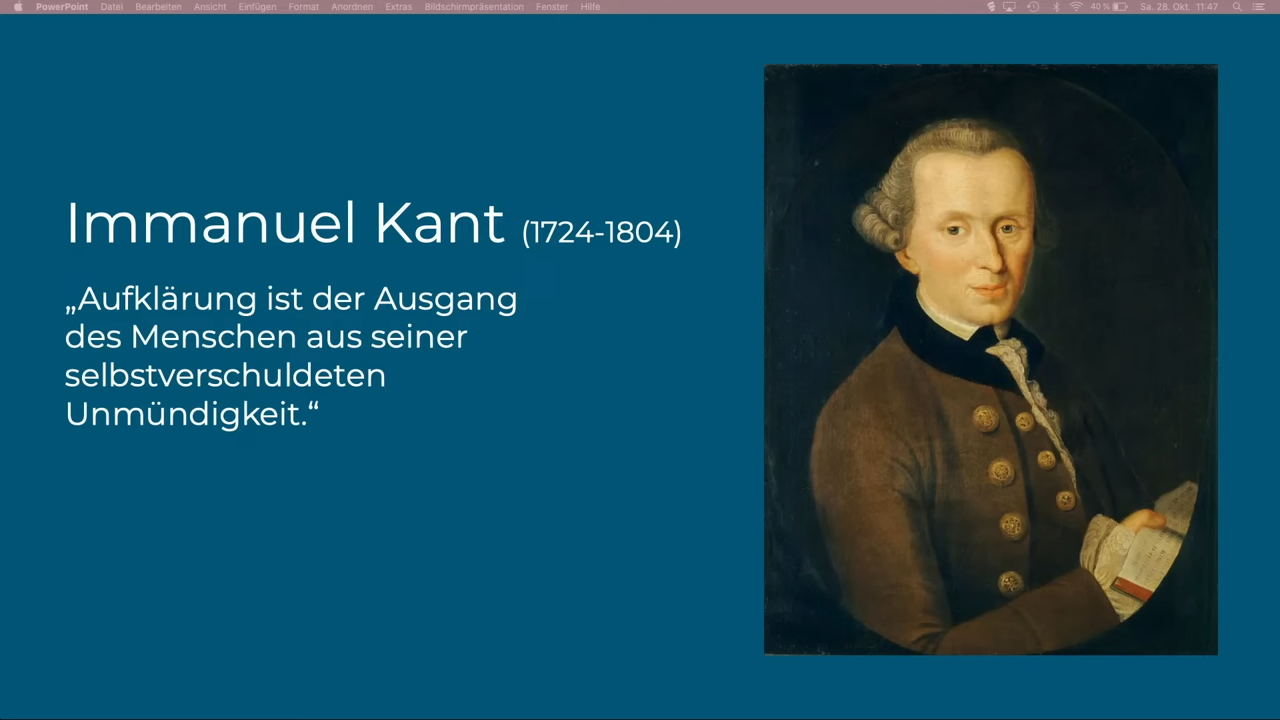 PowerPoint Datei Bearbeiten Ansicht Einfügen Format Anordnen Extras Bildschirmpräsentation Fenster Hilfe 40 % Sa. 28. Okt. 11:47
Immanuel Kant (1724-1804)
„Aufklärung ist der Ausgang
des Menschen aus seiner
selbstverschuldeten
Unmündigkeit.“